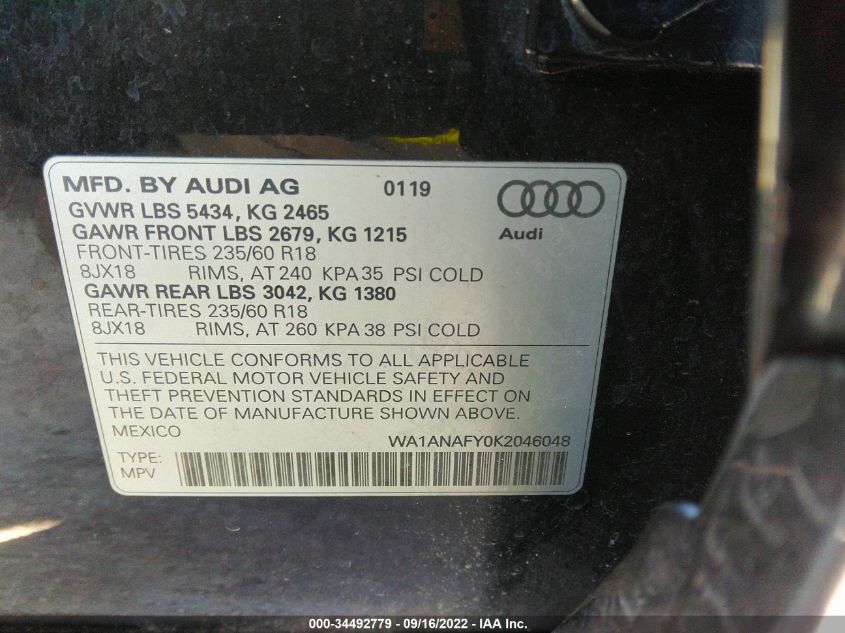 MFD. BY AUDI AG 0119
GVWR LBS 5434, KG 2465
GAWR FRONT LBS 2679, KG 1215
Audi
FRONT-TIRES 235/60 R18
8JX18 RIMS, AT 240 KPA 35 PSI COLD
GAWR REAR LBS 3042, KG 1380
REAR-TIRES 235/60 R18
8JX18 RIMS, AT 260 KPA 38 PSI COLD
THIS VEHICLE CONFORMS TO ALL APPLICABLE
U.S. FEDERAL MOTOR VEHICLE SAFETY AND
THEFT PREVENTION STANDARDS IN EFFECT ON
THE DATE OF MANUFACTURE SHOWN ABOVE.
MEXICO WA1ANAFY0K2046048
TYPE:
MPV
000-34492779 - 09/16/2022 - IAA Inc.